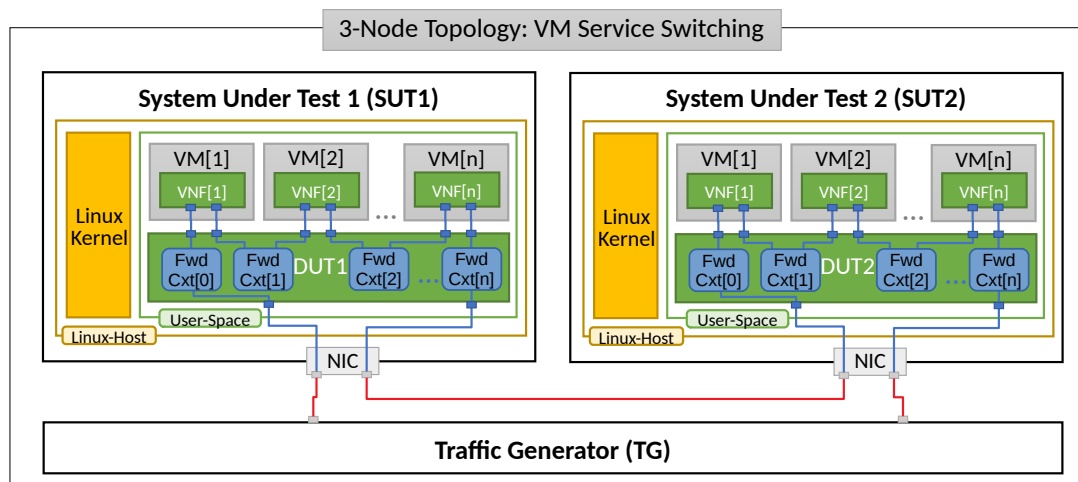 3-Node Topology: VM Service Switching
System Under Test 1 (SUT1)
Linux
Kernel
VM[1]
VNF[1]
VM[2]
VNF[2]
...
VM[n]
VNF[n]
DUT1
Fwd
Cxt[0]
Fwd
Cxt[1]
Fwd
Cxt[2]
...
Fwd
Cxt[n]
User-Space
Linux-Host
NIC
System Under Test 2 (SUT2)
Linux
Kernel
VM[1]
VNF[1]
VM[2]
VNF[2]
...
VM[n]
VNF[n]
DUT2
Fwd
Cxt[0]
Fwd
Cxt[1]
Fwd
Cxt[2]
...
Fwd
Cxt[n]
User-Space
Linux-Host
NIC
Traffic Generator (TG)